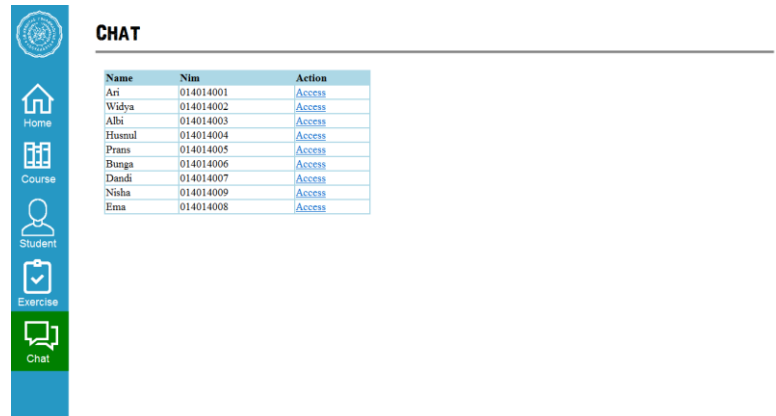 CHAT
Home
Course
Student
Exercise
Chat
Name Nim Action
Ari 014014001 Access
Widya 014014002 Access
Albi 014014003 Access
Husnul 014014004 Access
Prans 014014005 Access
Bunga 014014006 Access
Dandi 014014007 Access
Nisha 014014009 Access
Ema 014014008 Access